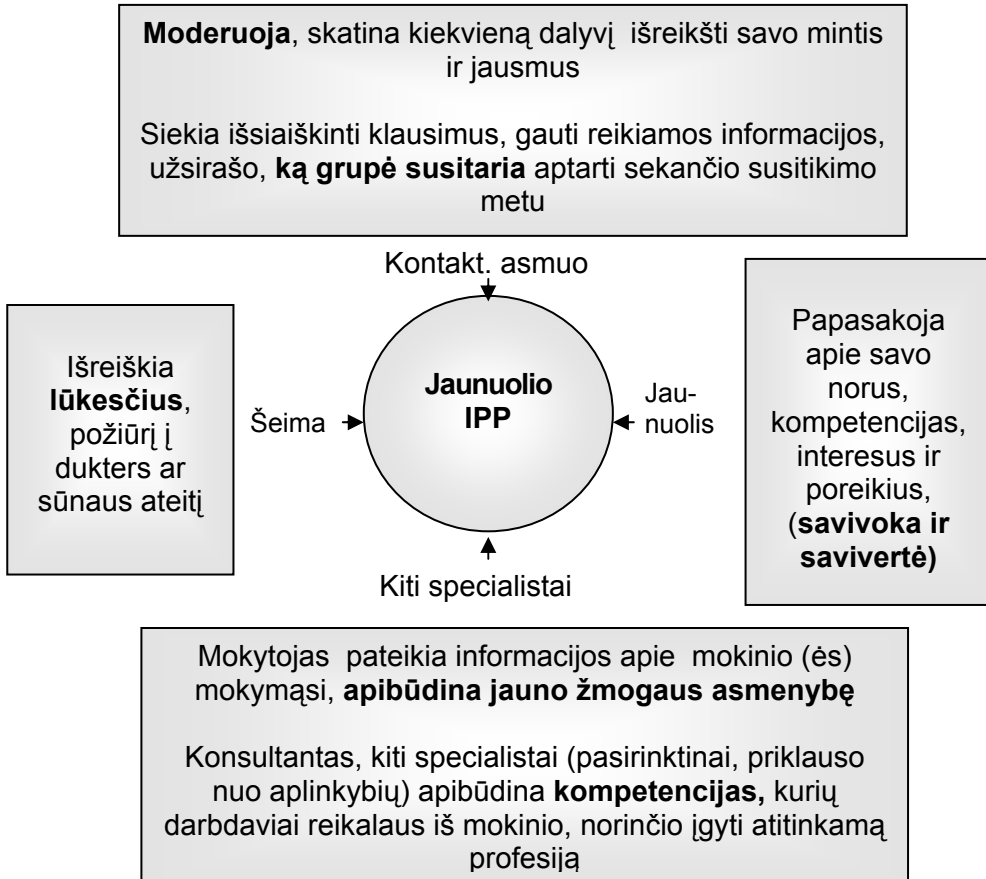 Moderuoja, skatina kiekvieną dalyvį išreikšti savo mintis
ir jausmus
Siekia išsiaiškinti klausimus, gauti reikiamos informacijos,
užsirašo, ką grupė susitaria aptarti sekančio susitikimo
metu
Kontakt. asmuo
Išreiškia
lūkesčius,
požiūrį į
dukters ar
sūnaus ateitį
Šeima
Jaunuolio
IPP
Jau-
nuolis
Papasakoja
apie savo
norus,
kompetencijas,
interesus ir
poreikius,
(savivoka ir
savivertė)
Kiti specialistai
Mokytojas pateikia informacijos apie mokinio (ės)
mokymąsi, apibūdina jauno žmogaus asmenybę
Konsultantas, kiti specialistai (pasirinktinai, priklauso
nuo aplinkybių) apibūdina kompetencijas, kurių
darbdaviai reikalaus iš mokinio, norinčio įgyti atitinkamą
profesiją